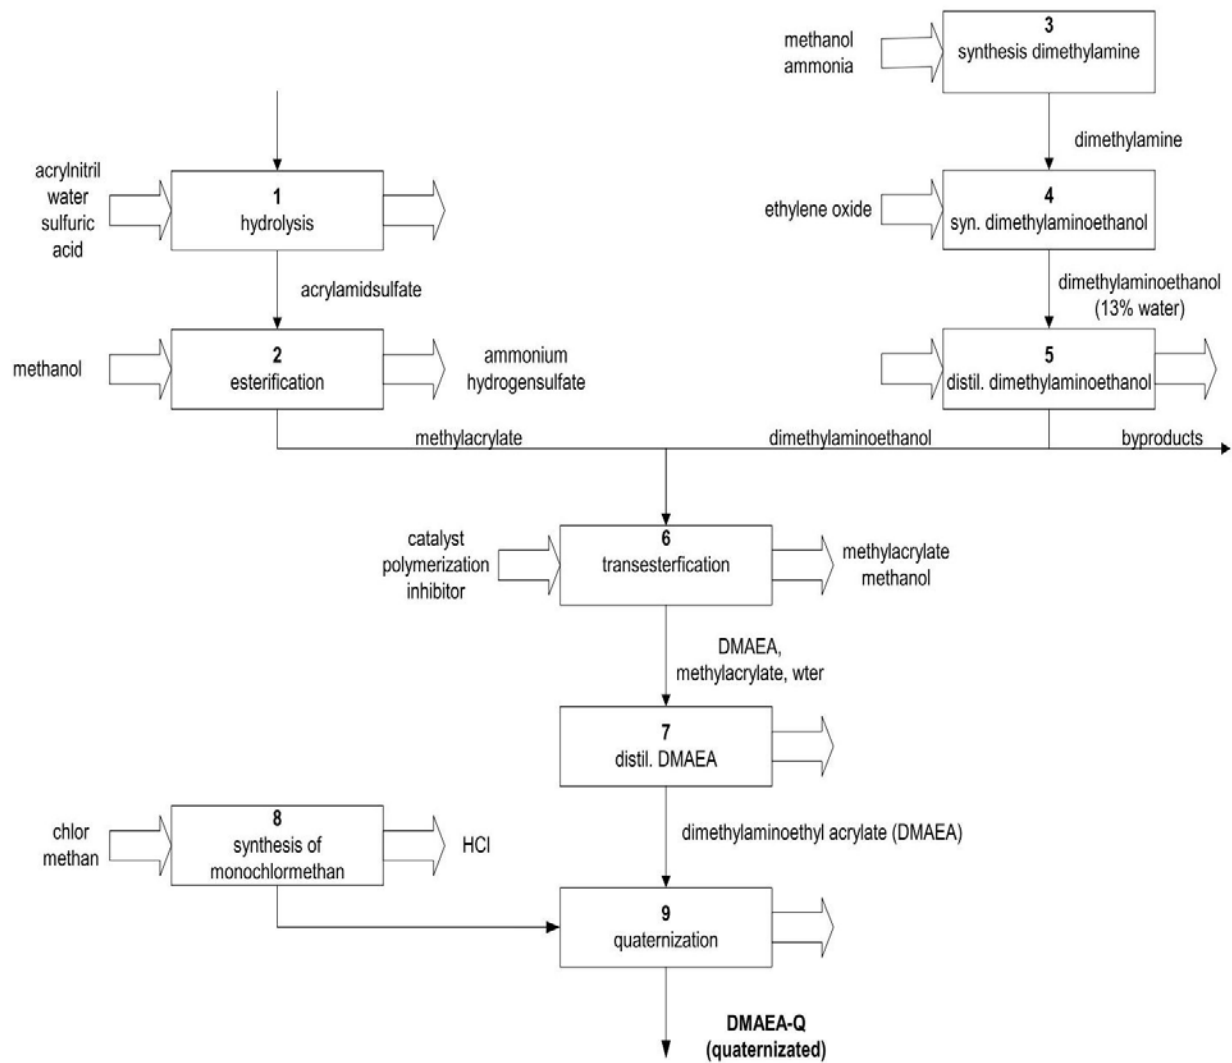 3
synthesis dimethylamine
methanol
ammonia
dimethylamine
acrylnitril
water
sulfuric
acid
1
hydrolysis
ethylene oxide
4
syn. dimethylaminoethanol
acrylamidsulfate
dimethylaminoethanol
(13% water)
methanol
2
esterification
ammonium
hydrogensulfate
5
distil. dimethylaminoethanol
methylacrylate
dimethylaminoethanol
byproducts
catalyst
polymerization
inhibitor
6
transesterfication
methylacrylate
methanol
DMAEA,
methylacrylate, wter
7
distil. DMAEA
chlor
methan
8
synthesis of
monochlormethan
HCl
dimethylaminoethyl acrylate (DMAEA)
9
quaternization
DMAEA-Q
(quaternizated)